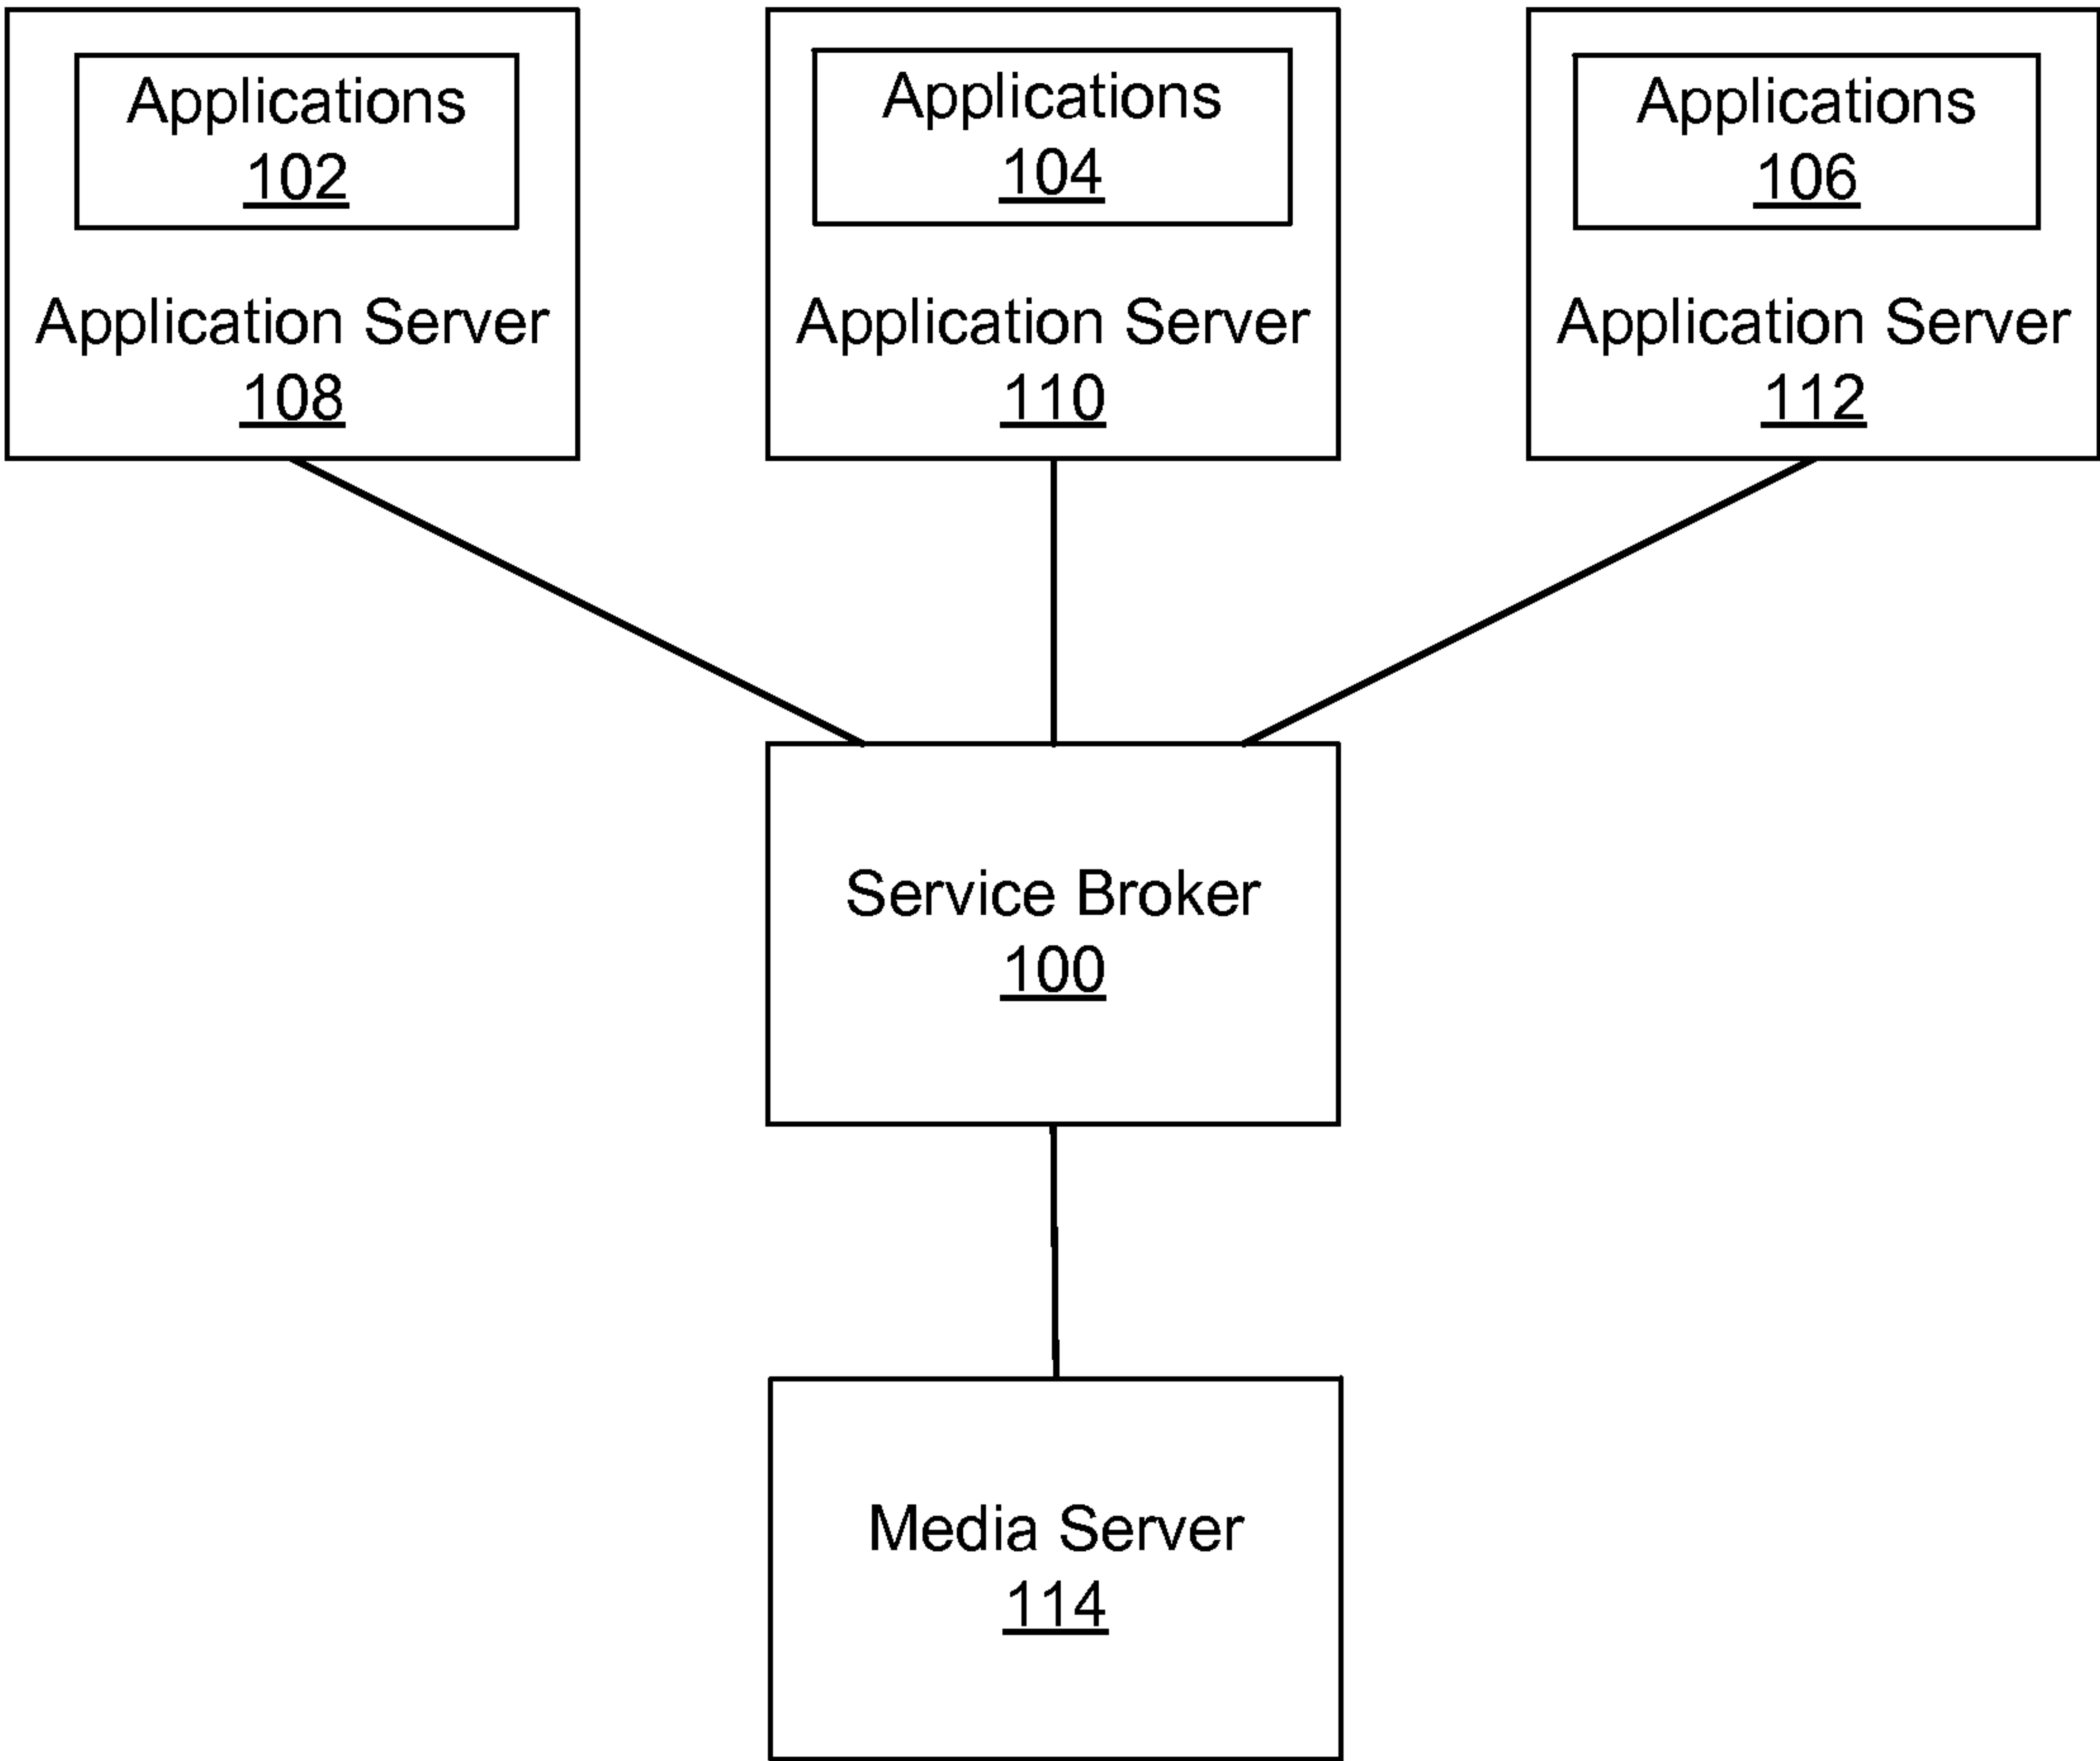 Applications
102
Application Server
108
Applications
104
Application Server
110
Applications
106
Application Server
112
Service Broker
100
Media Server
114